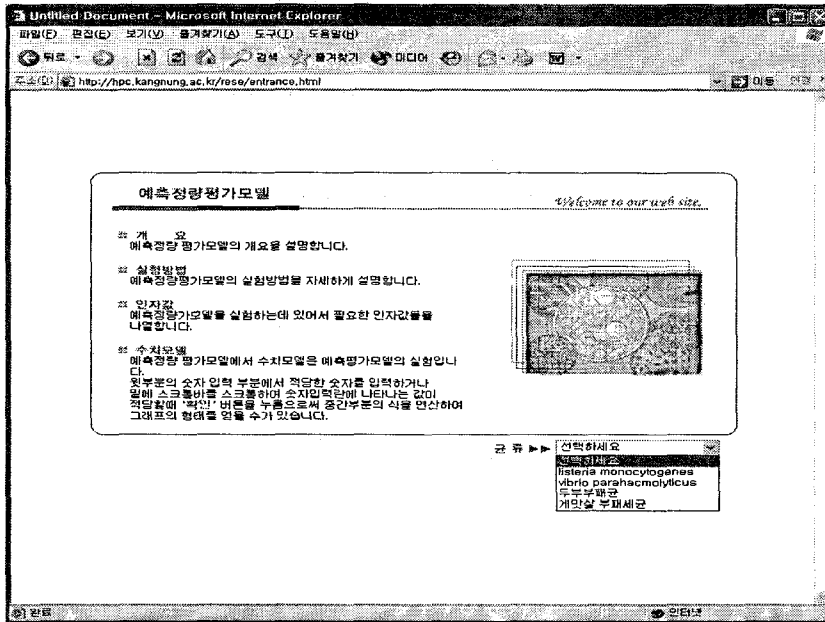 Untitled Document - Microsoft Internet Explorer
파일(F) 편집(E) 보기(V) 즐겨찾기(A) 도구(T) 도움말(H)
뒤로 검색 즐겨찾기 미디어
주소(D) http://hpc.kangnung.ac.kr/rese/entrance.html 이동 연결
예측정량평가모델
Welcome to our web site.
개 요
예측정량 평가모델의 개요을 설명합니다.
실험방법
예측정량평가모델의 실험방법을 자세하게 설명합니다.
인자값
예측정량가모델을 실험하는데 있어서 필요한 인자값들을
나열합니다.
수치모델
예측정량 평가모델에서 수치모델은 예측평가모델의 실험입니
다.
윗부분의 숫자 입력 부분에서 적당한 숫자를 입력하거나
밑에 스크롤바를 스크롤하여 숫자입력란에 나타나는 값이
적당할때 '확인' 버튼을 누름으로써 중간부분의 식을 연산하여
그래프의 형태를 얻을 수가 있습니다.
균 류 ▶▶ 선택하세요
선택하세요
listeria monocytogenes
vibrio parahaemolyticus
두부부패균
게맛살 부패세균
완료 인터넷